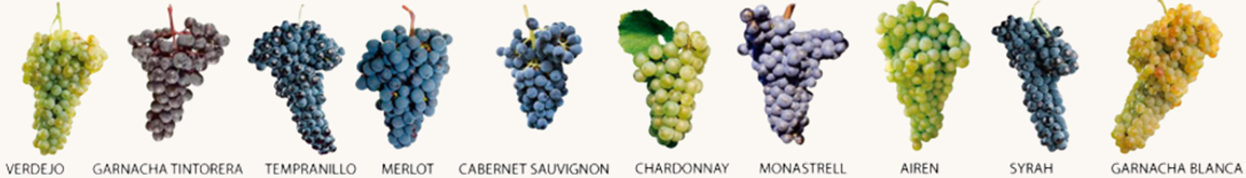 VERDEJO GARNACHA TINTORERA TEMPRANILLO MERLOT CABERNET SAUVIGNON CHARDONNAY MONASTRELL AIREN SYRAH GARNACHA BLANCA